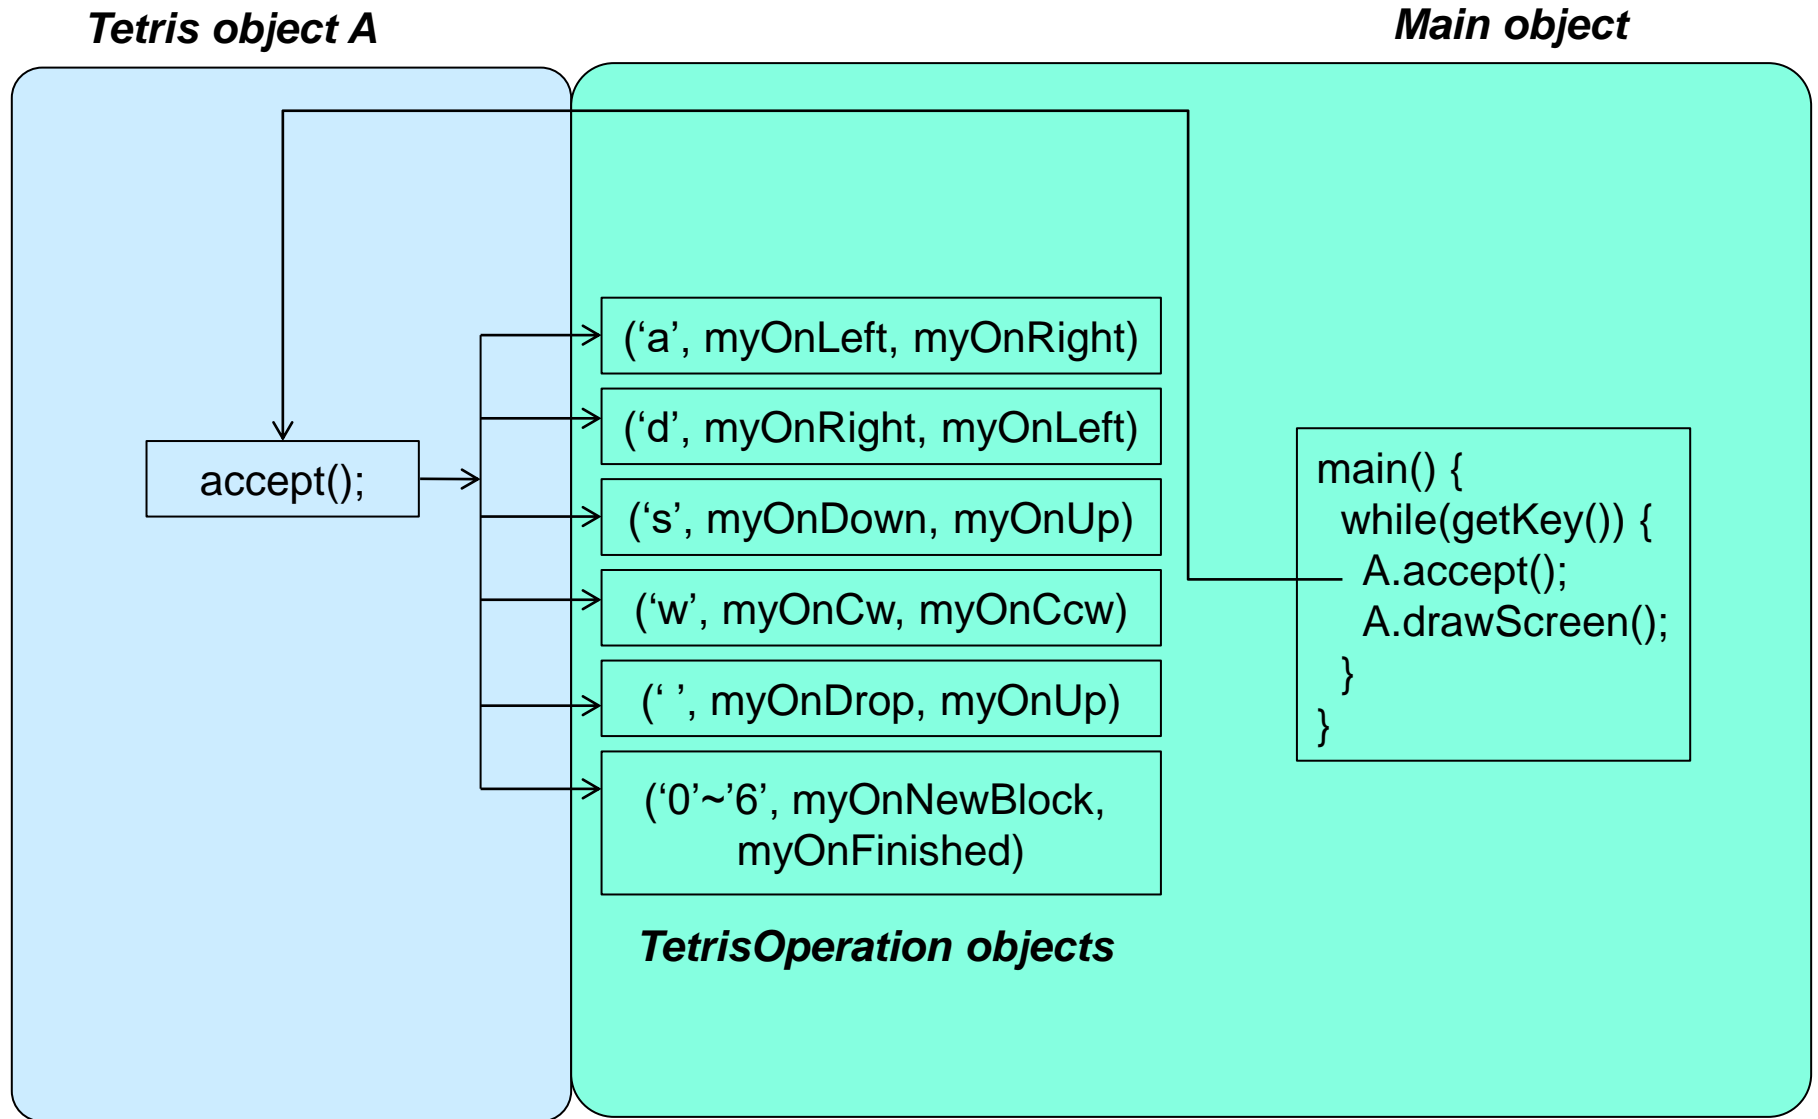 Tetris object A
Main object
accept();
(‘a’, myOnLeft, myOnRight)
(‘d’, myOnRight, myOnLeft)
(‘s’, myOnDown, myOnUp)
(‘w’, myOnCw, myOnCcw)
(‘ ’, myOnDrop, myOnUp)
(‘0’~’6’, myOnNewBlock,
myOnFinished)
TetrisOperation objects
main() {
while(getKey()) {
A.accept();
A.drawScreen();
}
}